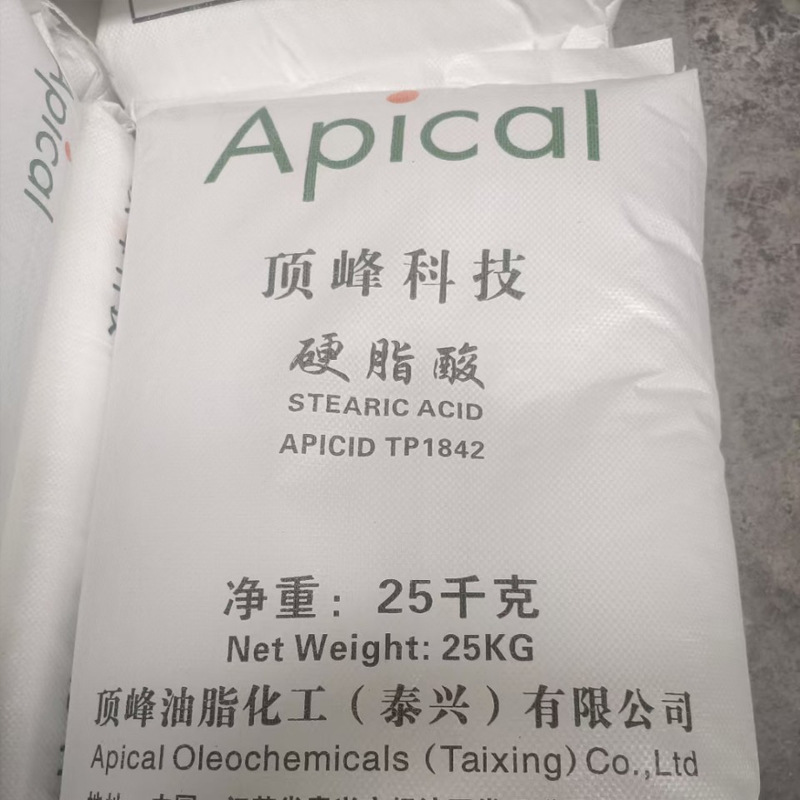 Apical
顶峰科技
硬脂酸
STEARIC ACID
APICID TP1842
净重：25千克
Net Weight: 25KG
顶峰油脂化工（泰兴）有限公司
Apical Oleochemicals (Taixing) Co.,Ltd
Apical